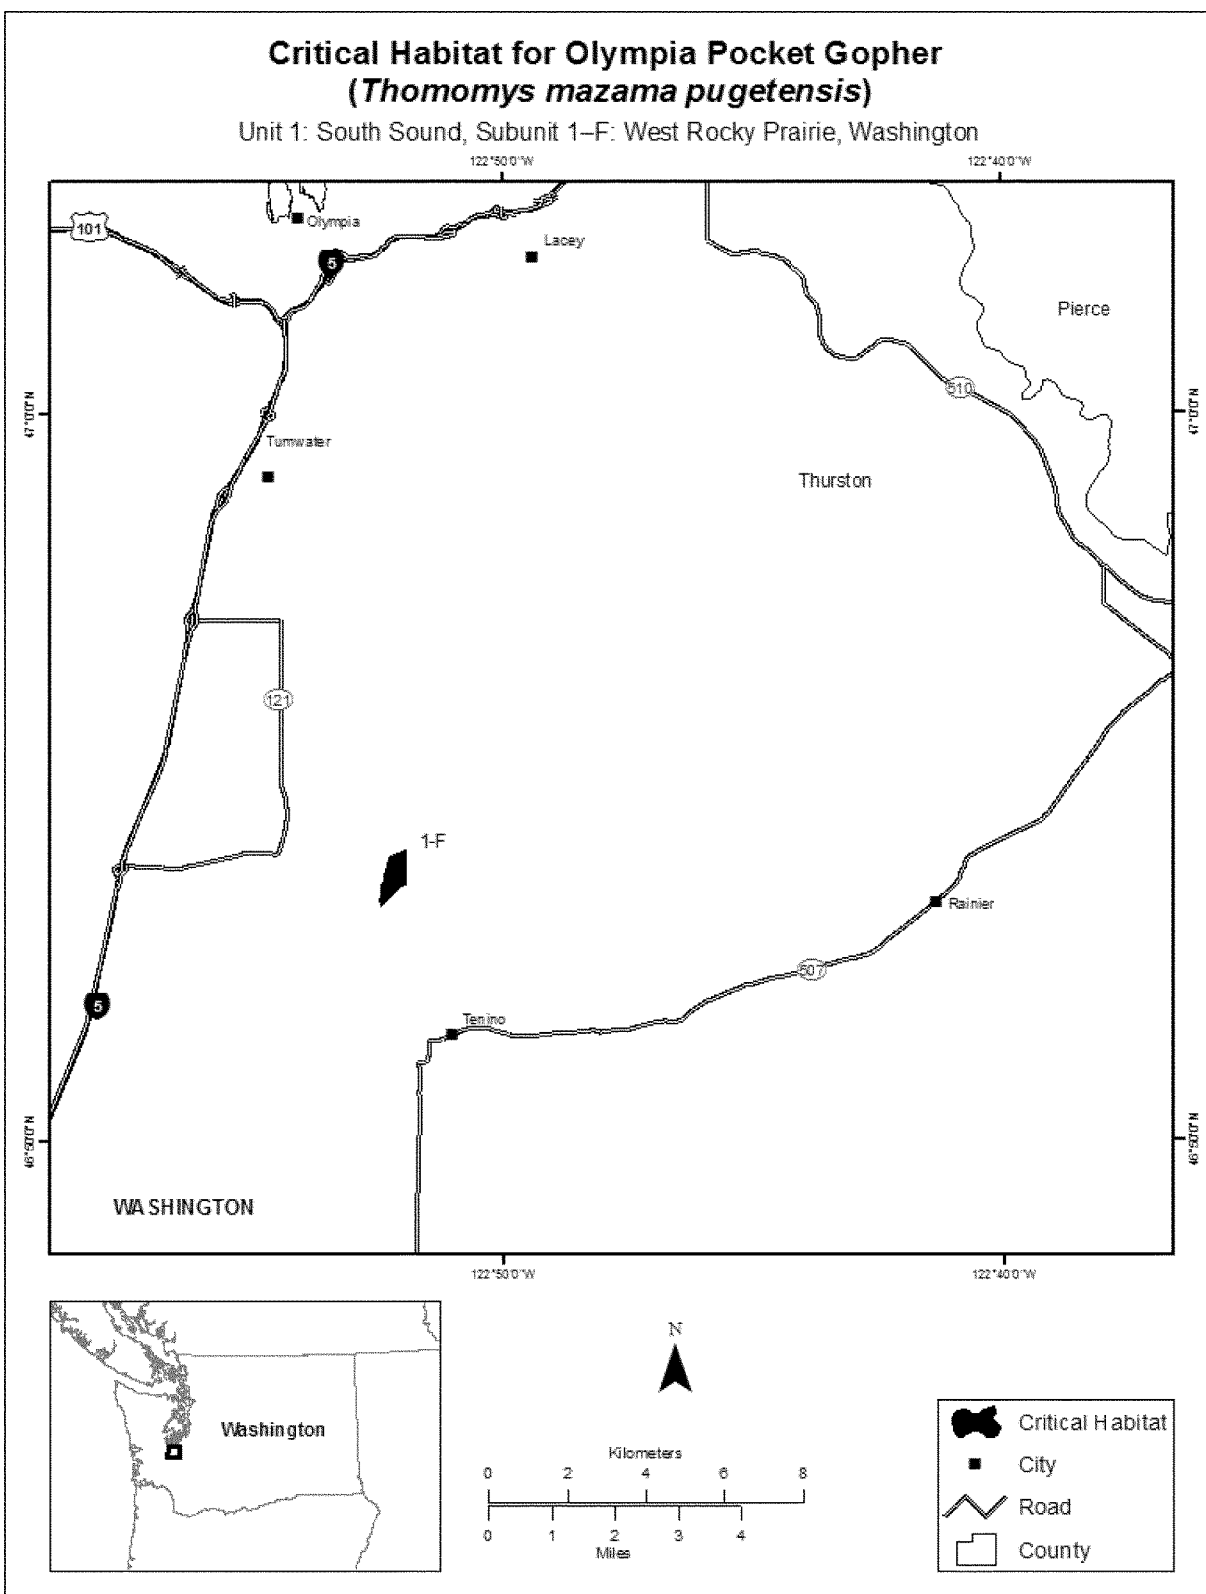 Critical Habitat for Olympia Pocket Gopher
(Thomomys mazama pugetensis)
Unit 1: South Sound, Subunit 1–F: West Rocky Prairie, Washington
122°50'0"W
122°40'0"W
101
Olympia
5
Lacey
Pierce
510
47°0'0"N
47°0'0"N
Tumwater
Thurston
121
1-F
Rainier
507
5
Tenino
46°50'0"N
46°50'0"N
WASHINGTON
122°50'0"W
122°40'0"W
N
Washington
Kilometers
0 2 4 6 8
0 1 2 3 4
Miles
Critical Habitat
City
Road
County